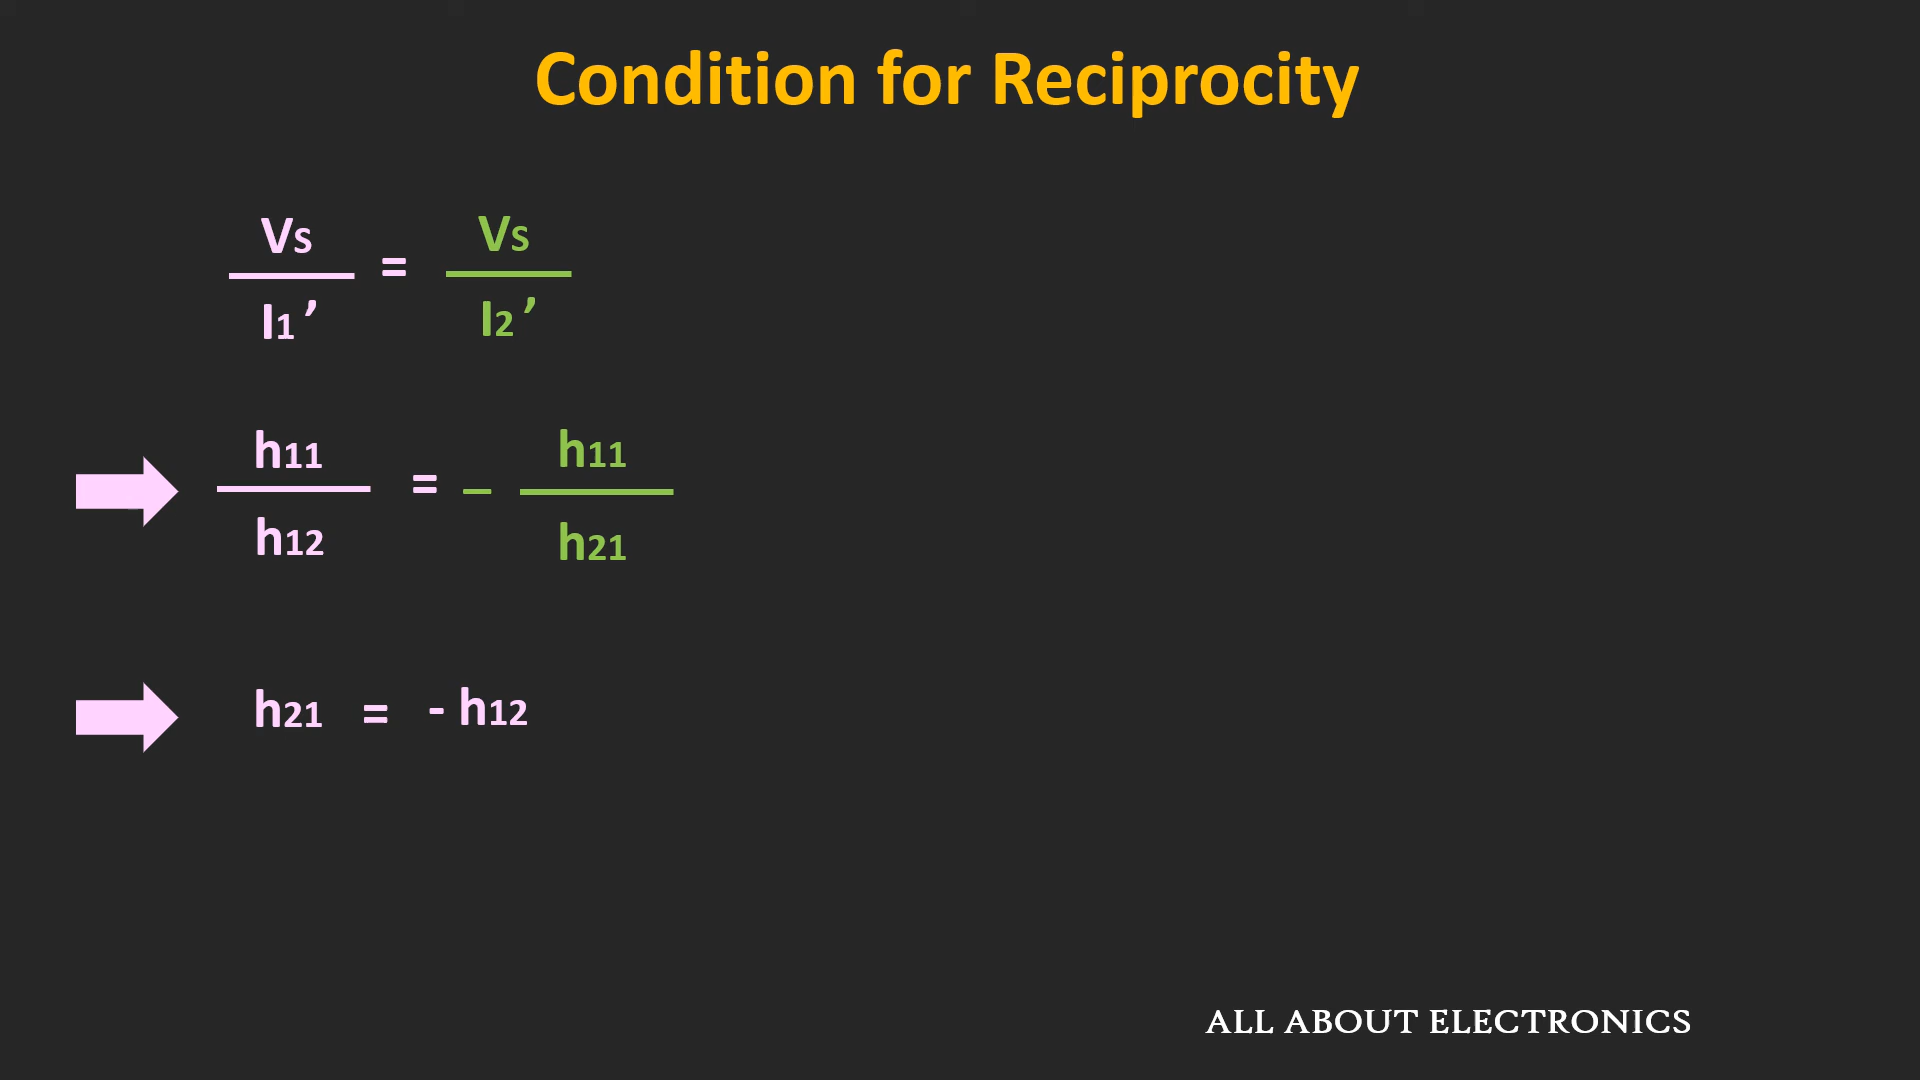 Condition for Reciprocity
Vs / I1’ = Vs / I2’
h11 / h12 = – h11 / h21
h21 = - h12
ALL ABOUT ELECTRONICS